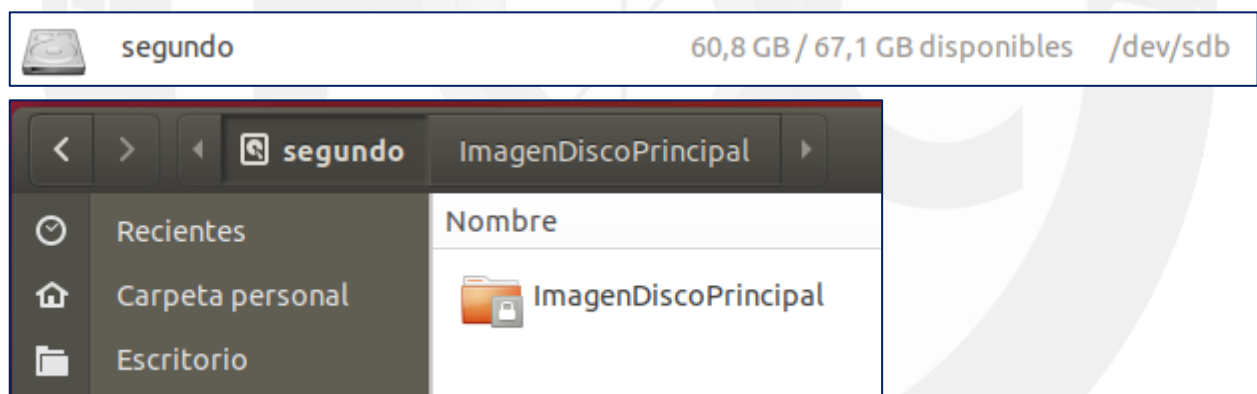 segundo 60,8 GB / 67,1 GB disponibles /dev/sdb
segundo ImagenDiscoPrincipal
Recientes
Carpeta personal
Escritorio
Nombre
ImagenDiscoPrincipal